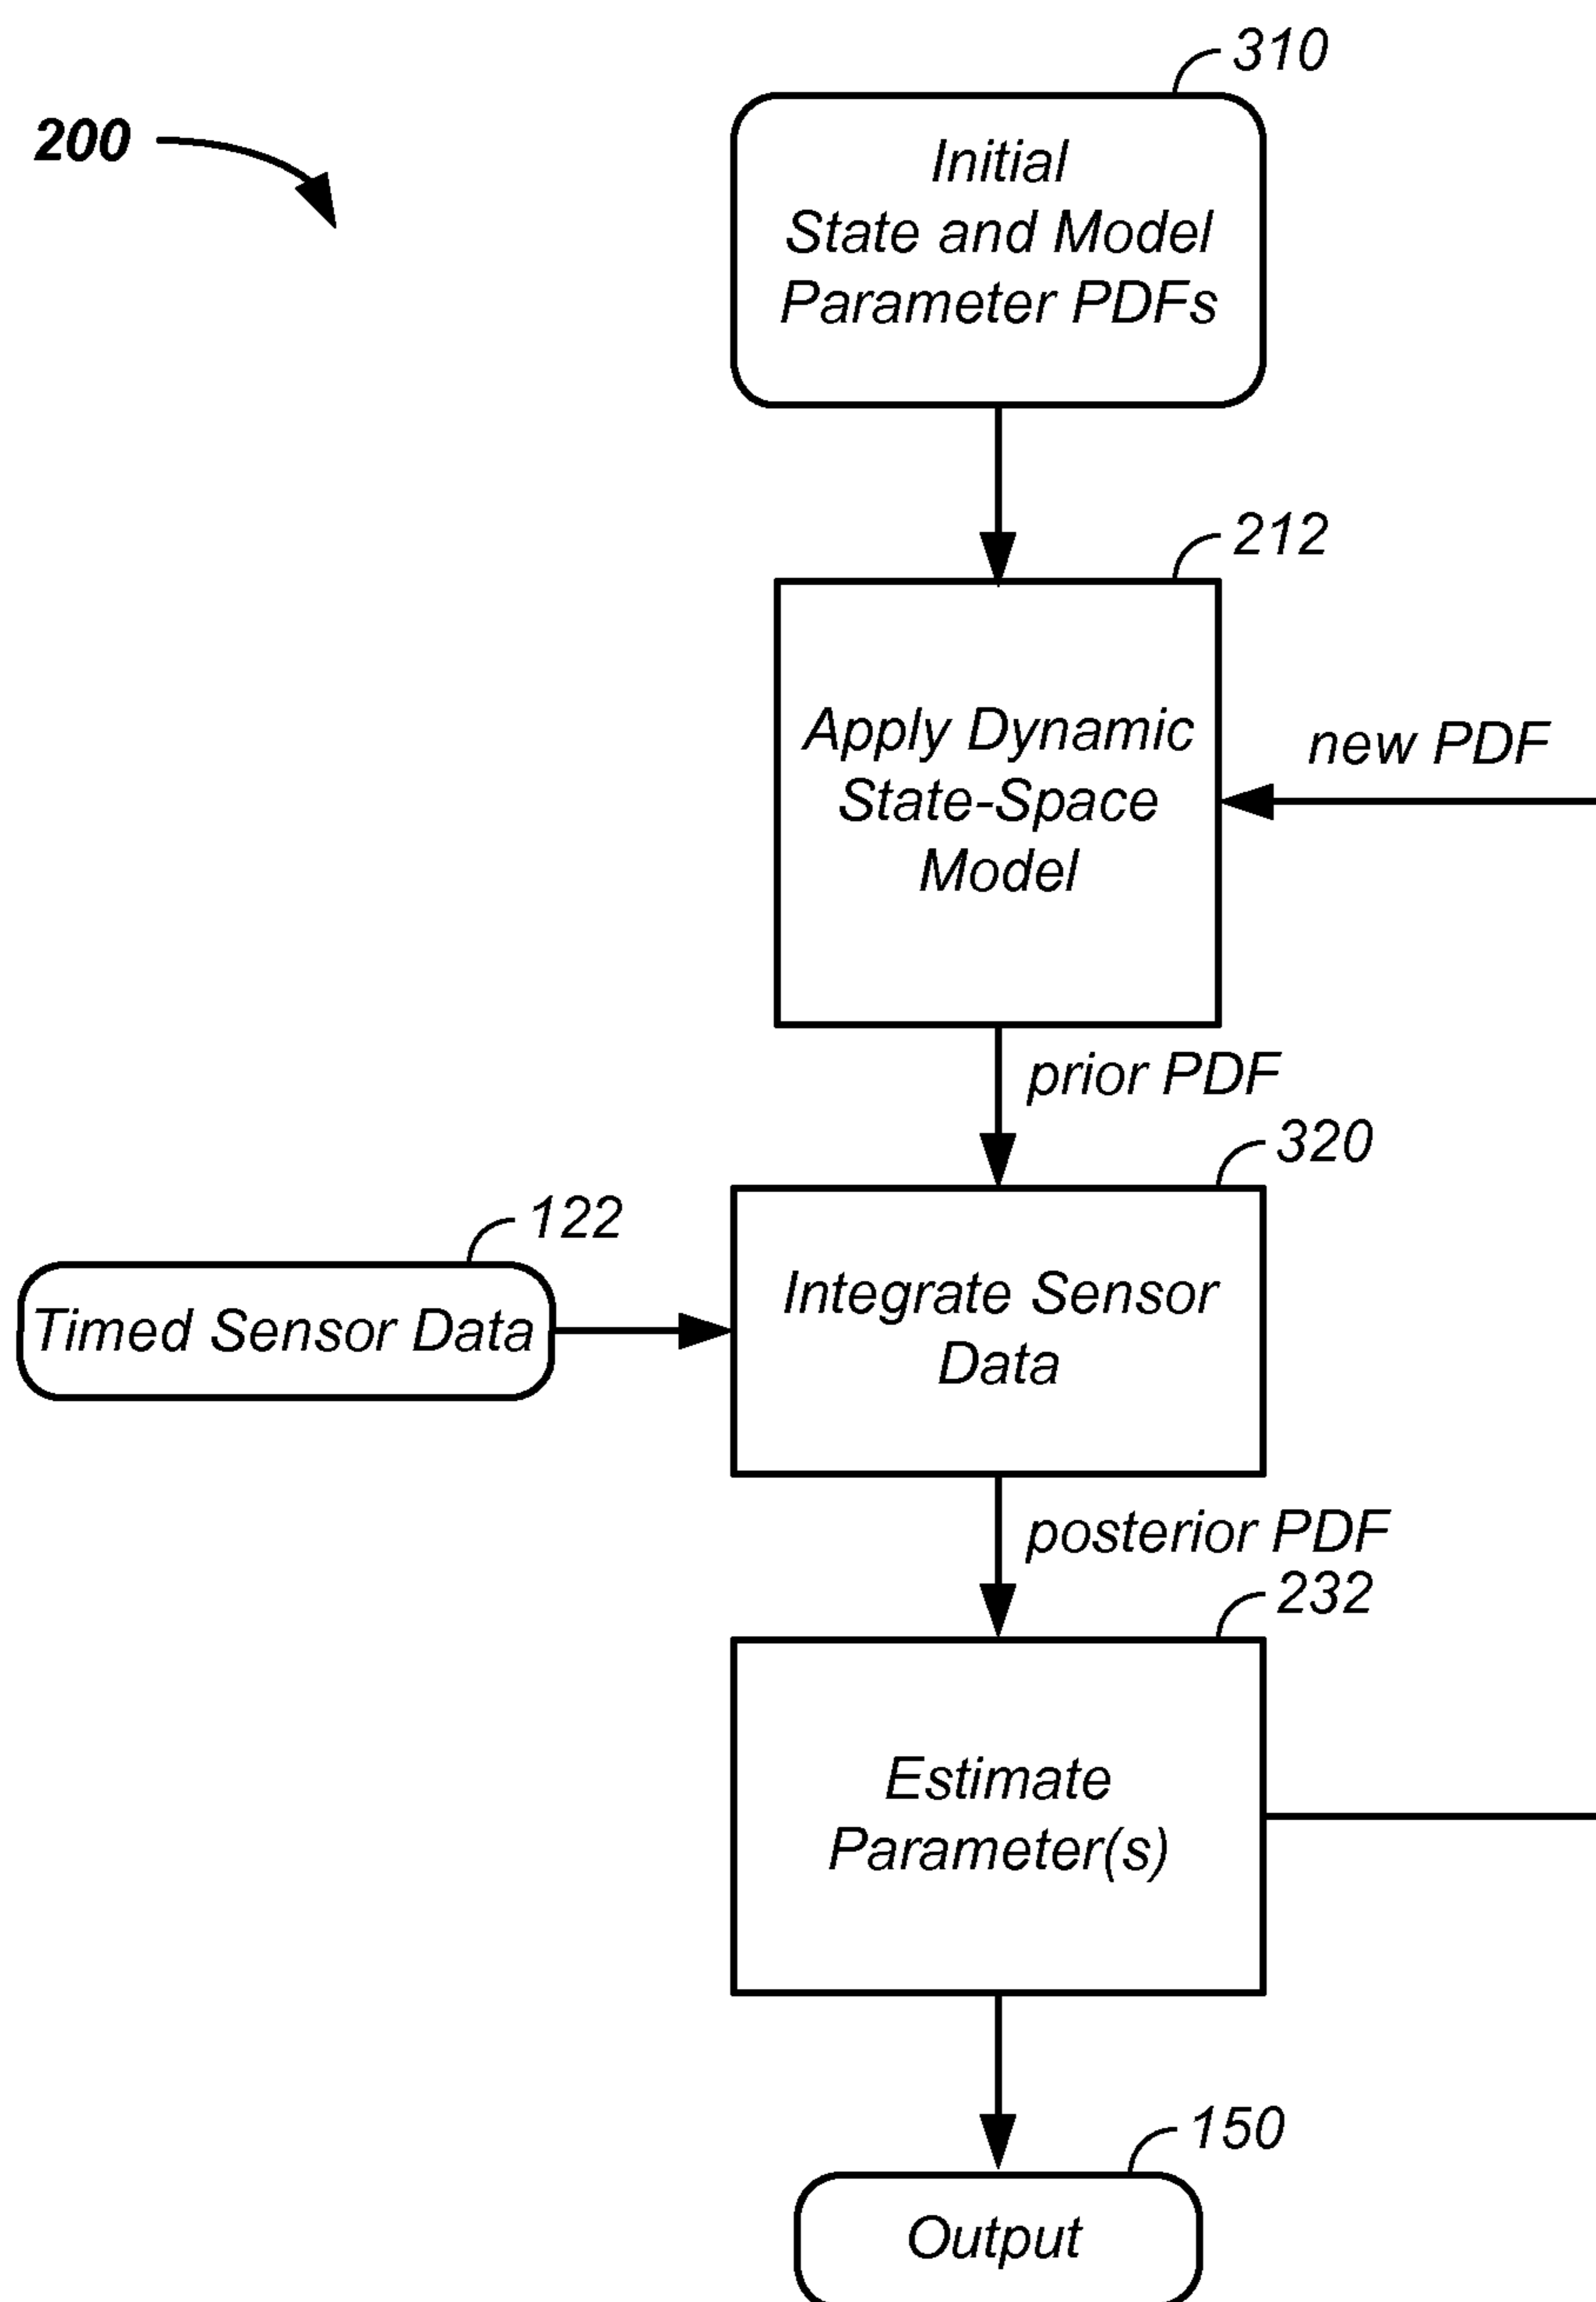 310
200
Initial
State and Model
Parameter PDFs
212
Apply Dynamic
State-Space
Model
new PDF
prior PDF
320
122
Timed Sensor Data
Integrate Sensor
Data
posterior PDF
232
Estimate
Parameter(s)
150
Output